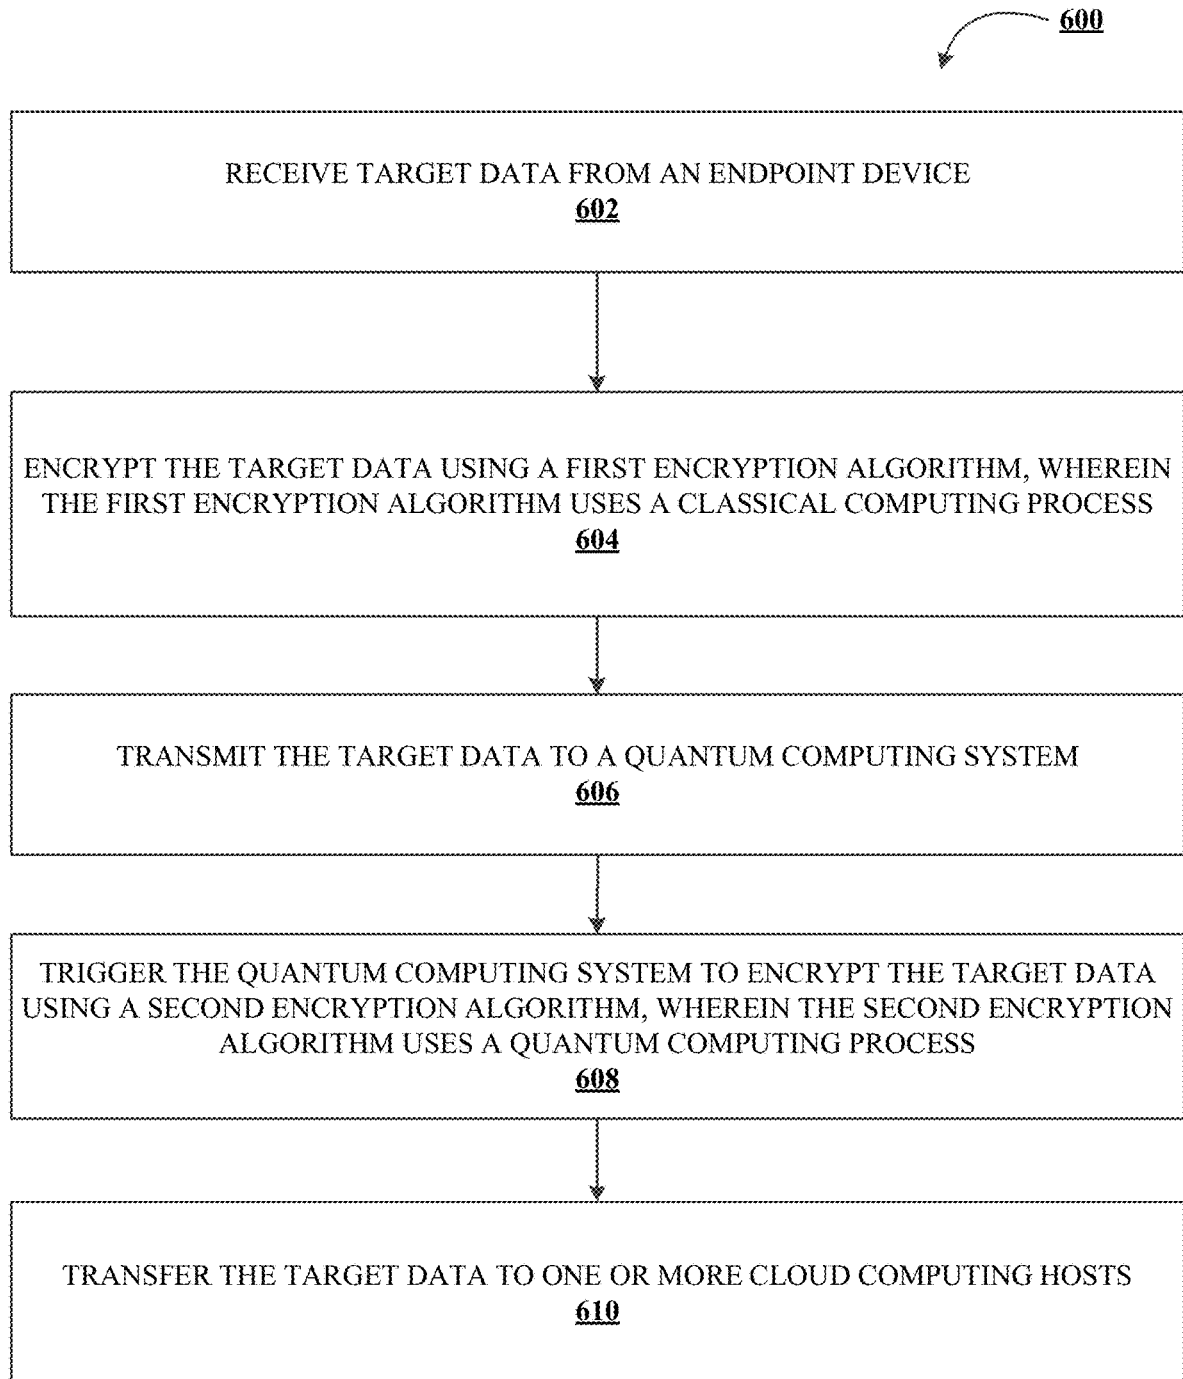 600
RECEIVE TARGET DATA FROM AN ENDPOINT DEVICE
602
ENCRYPT THE TARGET DATA USING A FIRST ENCRYPTION ALGORITHM, WHEREIN
THE FIRST ENCRYPTION ALGORITHM USES A CLASSICAL COMPUTING PROCESS
604
TRANSMIT THE TARGET DATA TO A QUANTUM COMPUTING SYSTEM
606
TRIGGER THE QUANTUM COMPUTING SYSTEM TO ENCRYPT THE TARGET DATA
USING A SECOND ENCRYPTION ALGORITHM, WHEREIN THE SECOND ENCRYPTION
ALGORITHM USES A QUANTUM COMPUTING PROCESS
608
TRANSFER THE TARGET DATA TO ONE OR MORE CLOUD COMPUTING HOSTS
610